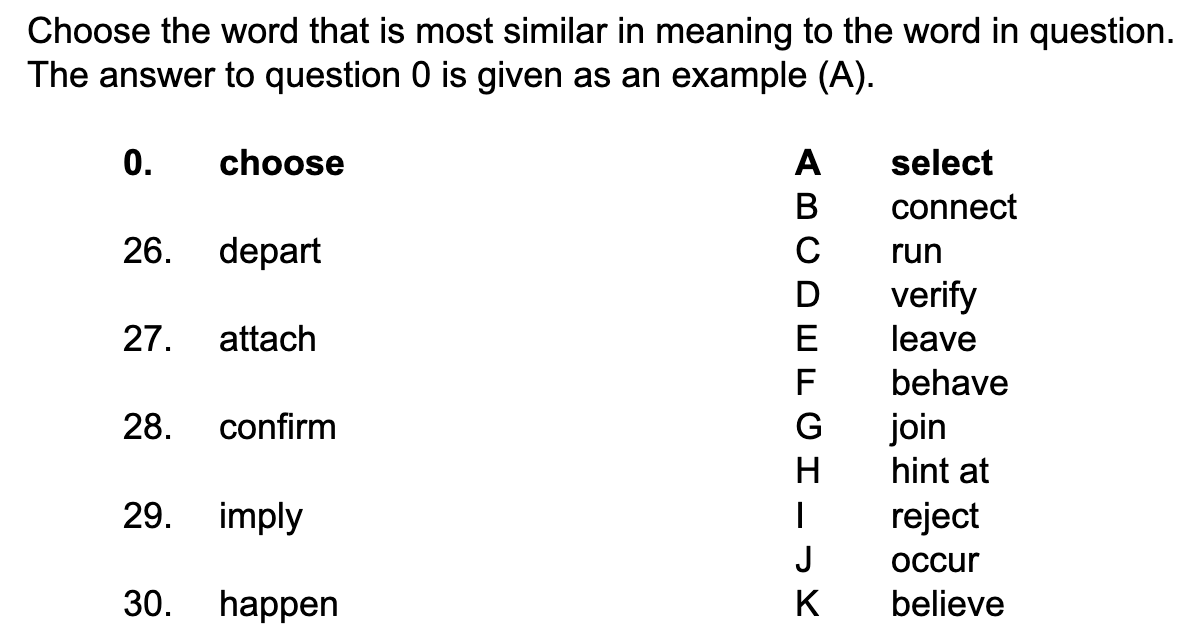 Choose the word that is most similar in meaning to the word in question.
The answer to question 0 is given as an example (A).
0. choose A select
B connect
26. depart C run
D verify
27. attach E leave
F behave
28. confirm G join
H hint at
29. imply I reject
J occur
30. happen K believe